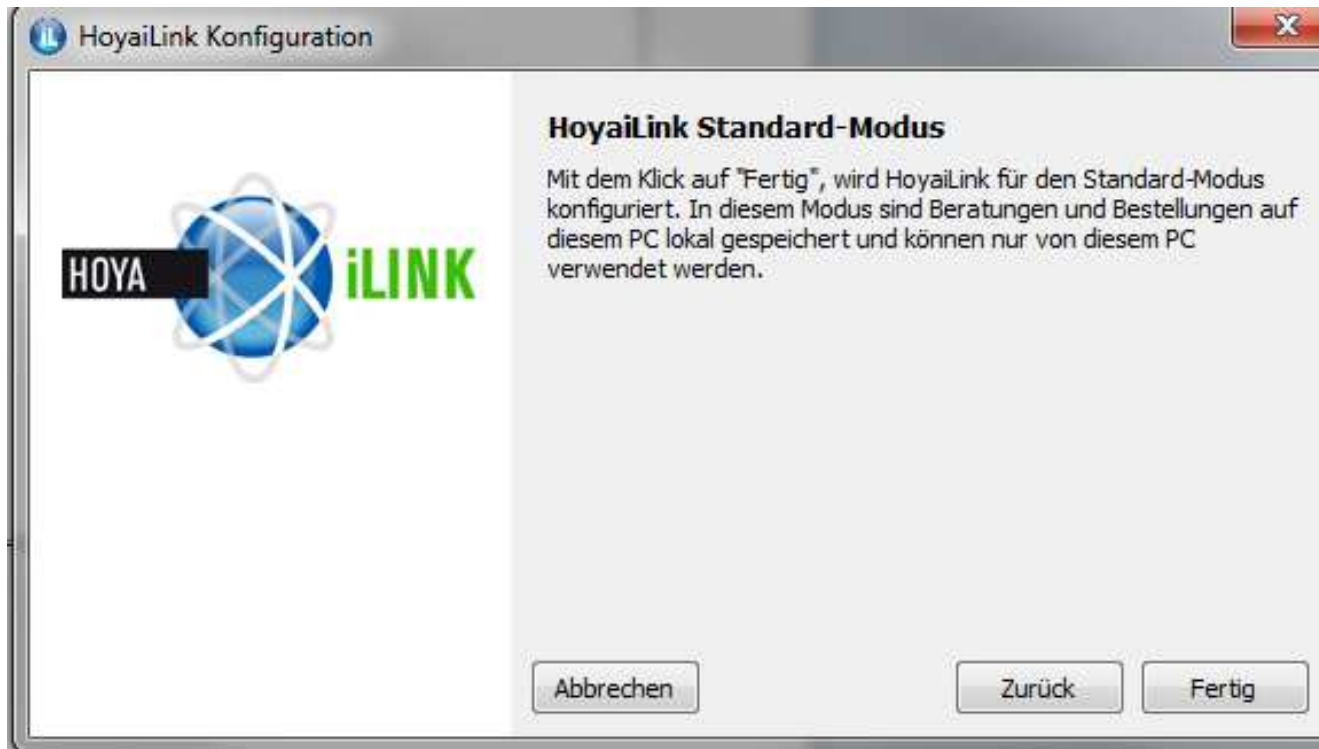 HoyaiLink Konfiguration
HOYA iLINK
HoyaiLink Standard-Modus
Mit dem Klick auf "Fertig", wird HoyaiLink für den Standard-Modus
konfiguriert. In diesem Modus sind Beratungen und Bestellungen auf
diesem PC lokal gespeichert und können nur von diesem PC
verwendet werden.
Abbrechen Zurück Fertig